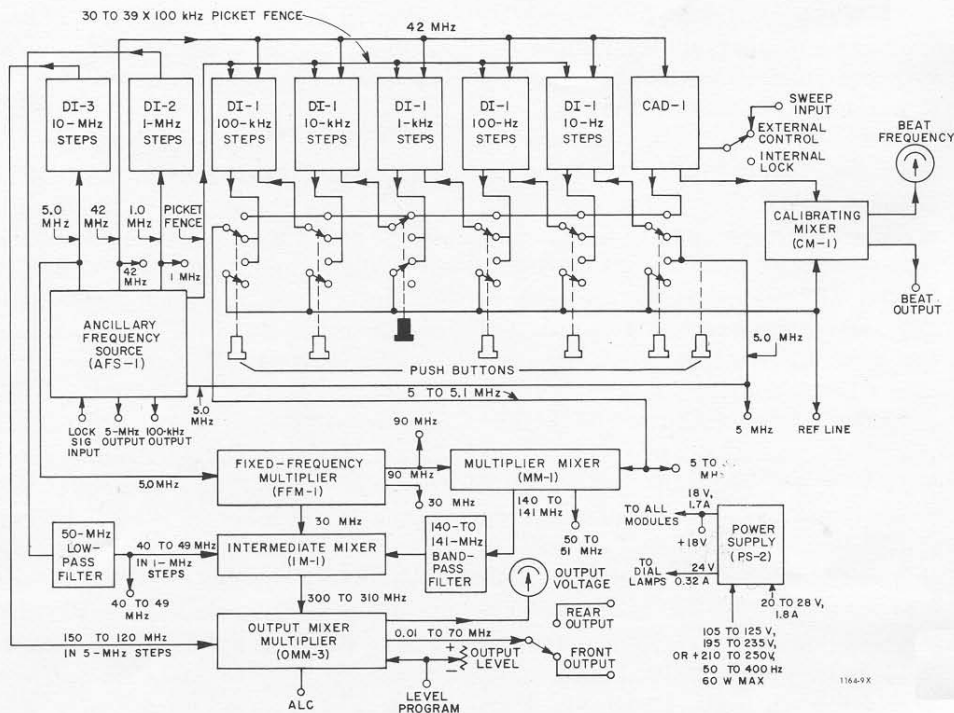 30 TO 39 X 100 kHz PICKET FENCE
42 MHz
DI-3
10-MHz
STEPS
DI-2
1-MHz
STEPS
DI-1
100-kHz
STEPS
DI-1
10-kHz
STEPS
DI-1
1-kHz
STEPS
DI-1
100-Hz
STEPS
DI-1
10-Hz
STEPS
CAD-1
SWEEP
INPUT
EXTERNAL
CONTROL
INTERNAL
LOCK
BEAT
FREQUENCY
5.0
MHz
42
MHz
1.0
MHz
PICKET
FENCE
CALIBRATING
MIXER
(CM-1)
42
MHz
1 MHz
BEAT
OUTPUT
ANCILLARY
FREQUENCY
SOURCE
(AFS-1)
PUSH BUTTONS
5.0
MHz
5.0
MHz
5 TO 5.1 MHz
LOCK
SIG
INPUT
5-MHz
OUTPUT
100-kHz
OUTPUT
5 MHz
REF LINE
90 MHz
5.0MHz
FIXED-FREQUENCY
MULTIPLIER
(FFM-1)
90 MHz
30 MHz
MULTIPLIER MIXER
(MM-1)
5 TO
30 MHz
140 TO
141 MHz
50 TO
51 MHz
50-MHz
LOW-
PASS
FILTER
40 TO 49 MHz
IN 1-MHz
STEPS
40 TO 49
MHz
INTERMEDIATE MIXER
(IM-1)
140-TO
141-MHz
BAND-
PASS
FILTER
300 TO 310 MHz
OUTPUT
VOLTAGE
18 V,
1.7A
TO ALL
MODULES
+18V
TO
DIAL
LAMPS
24 V
0.32 A
POWER
SUPPLY
(PS-2)
20 TO 28 V,
1.8A
105 TO 125 V,
195 TO 235V,
OR +210 TO 250V,
50 TO 400Hz
60 W MAX
150 TO 120 MHz
IN 5-MHz STEPS
OUTPUT MIXER
MULTIPLIER
(OMM-3)
0.01 TO 70 MHz
REAR
OUTPUT
FRONT
OUTPUT
+
−
OUTPUT
LEVEL
ALC
LEVEL
PROGRAM
1164-9X